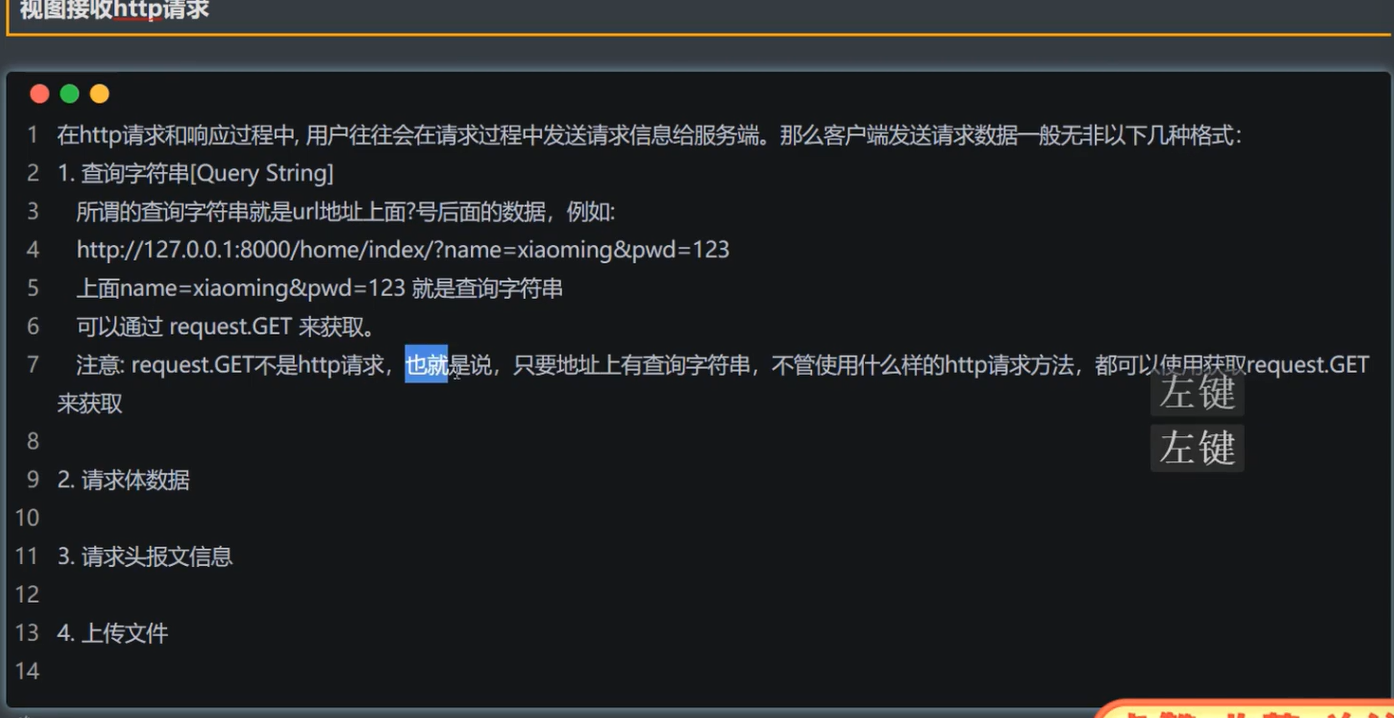 视图接收http请求
1 在http请求和响应过程中, 用户往往会在请求过程中发送请求信息给服务端。那么客户端发送请求数据一般无非以下几种格式:
2 1. 查询字符串[Query String]
3 所谓的查询字符串就是url地址上面?号后面的数据，例如:
4 http://127.0.0.1:8000/home/index/?name=xiaoming&pwd=123
5 上面name=xiaoming&pwd=123 就是查询字符串
6 可以通过 request.GET 来获取。
7 注意: request.GET不是http请求，也就是说，只要地址上有查询字符串，不管使用什么样的http请求方法，都可以使用获取request.GET
来获取
左键
左键
8
9 2. 请求体数据
10
11 3. 请求头报文信息
12
13 4. 上传文件
14